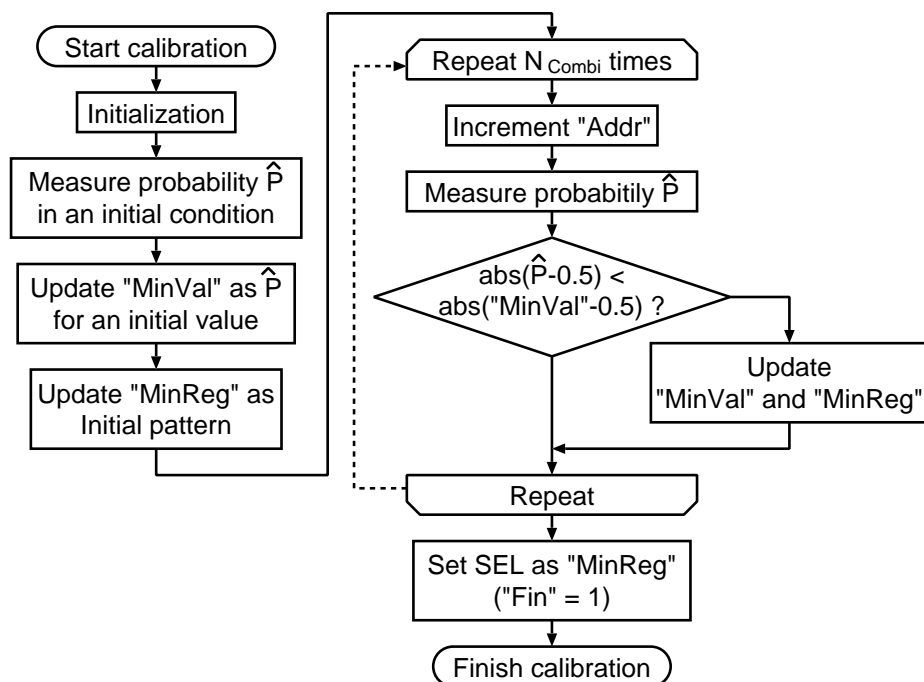 Start calibration
Initialization
Measure probability P̂
in an initial condition
Update "MinVal" as P̂
for an initial value
Update "MinReg" as
Initial pattern
Repeat N Combi times
Increment "Addr"
Measure probabitily P̂
abs(P̂-0.5) <
abs("MinVal"-0.5) ?
Update
"MinVal" and "MinReg"
Repeat
Set SEL as "MinReg"
("Fin" = 1)
Finish calibration